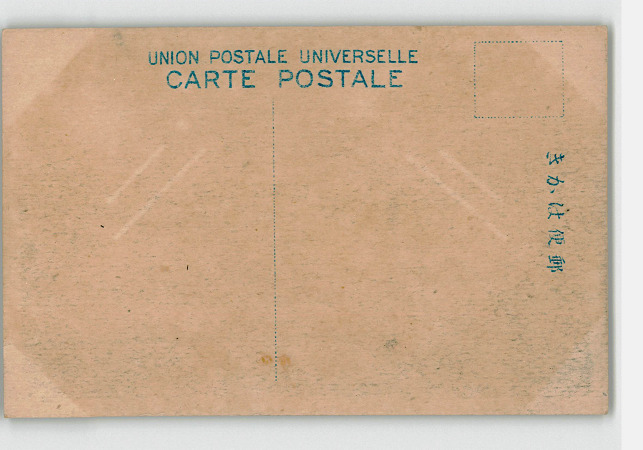 UNION POSTALE UNIVERSELLE
CARTE POSTALE
きかは便郵